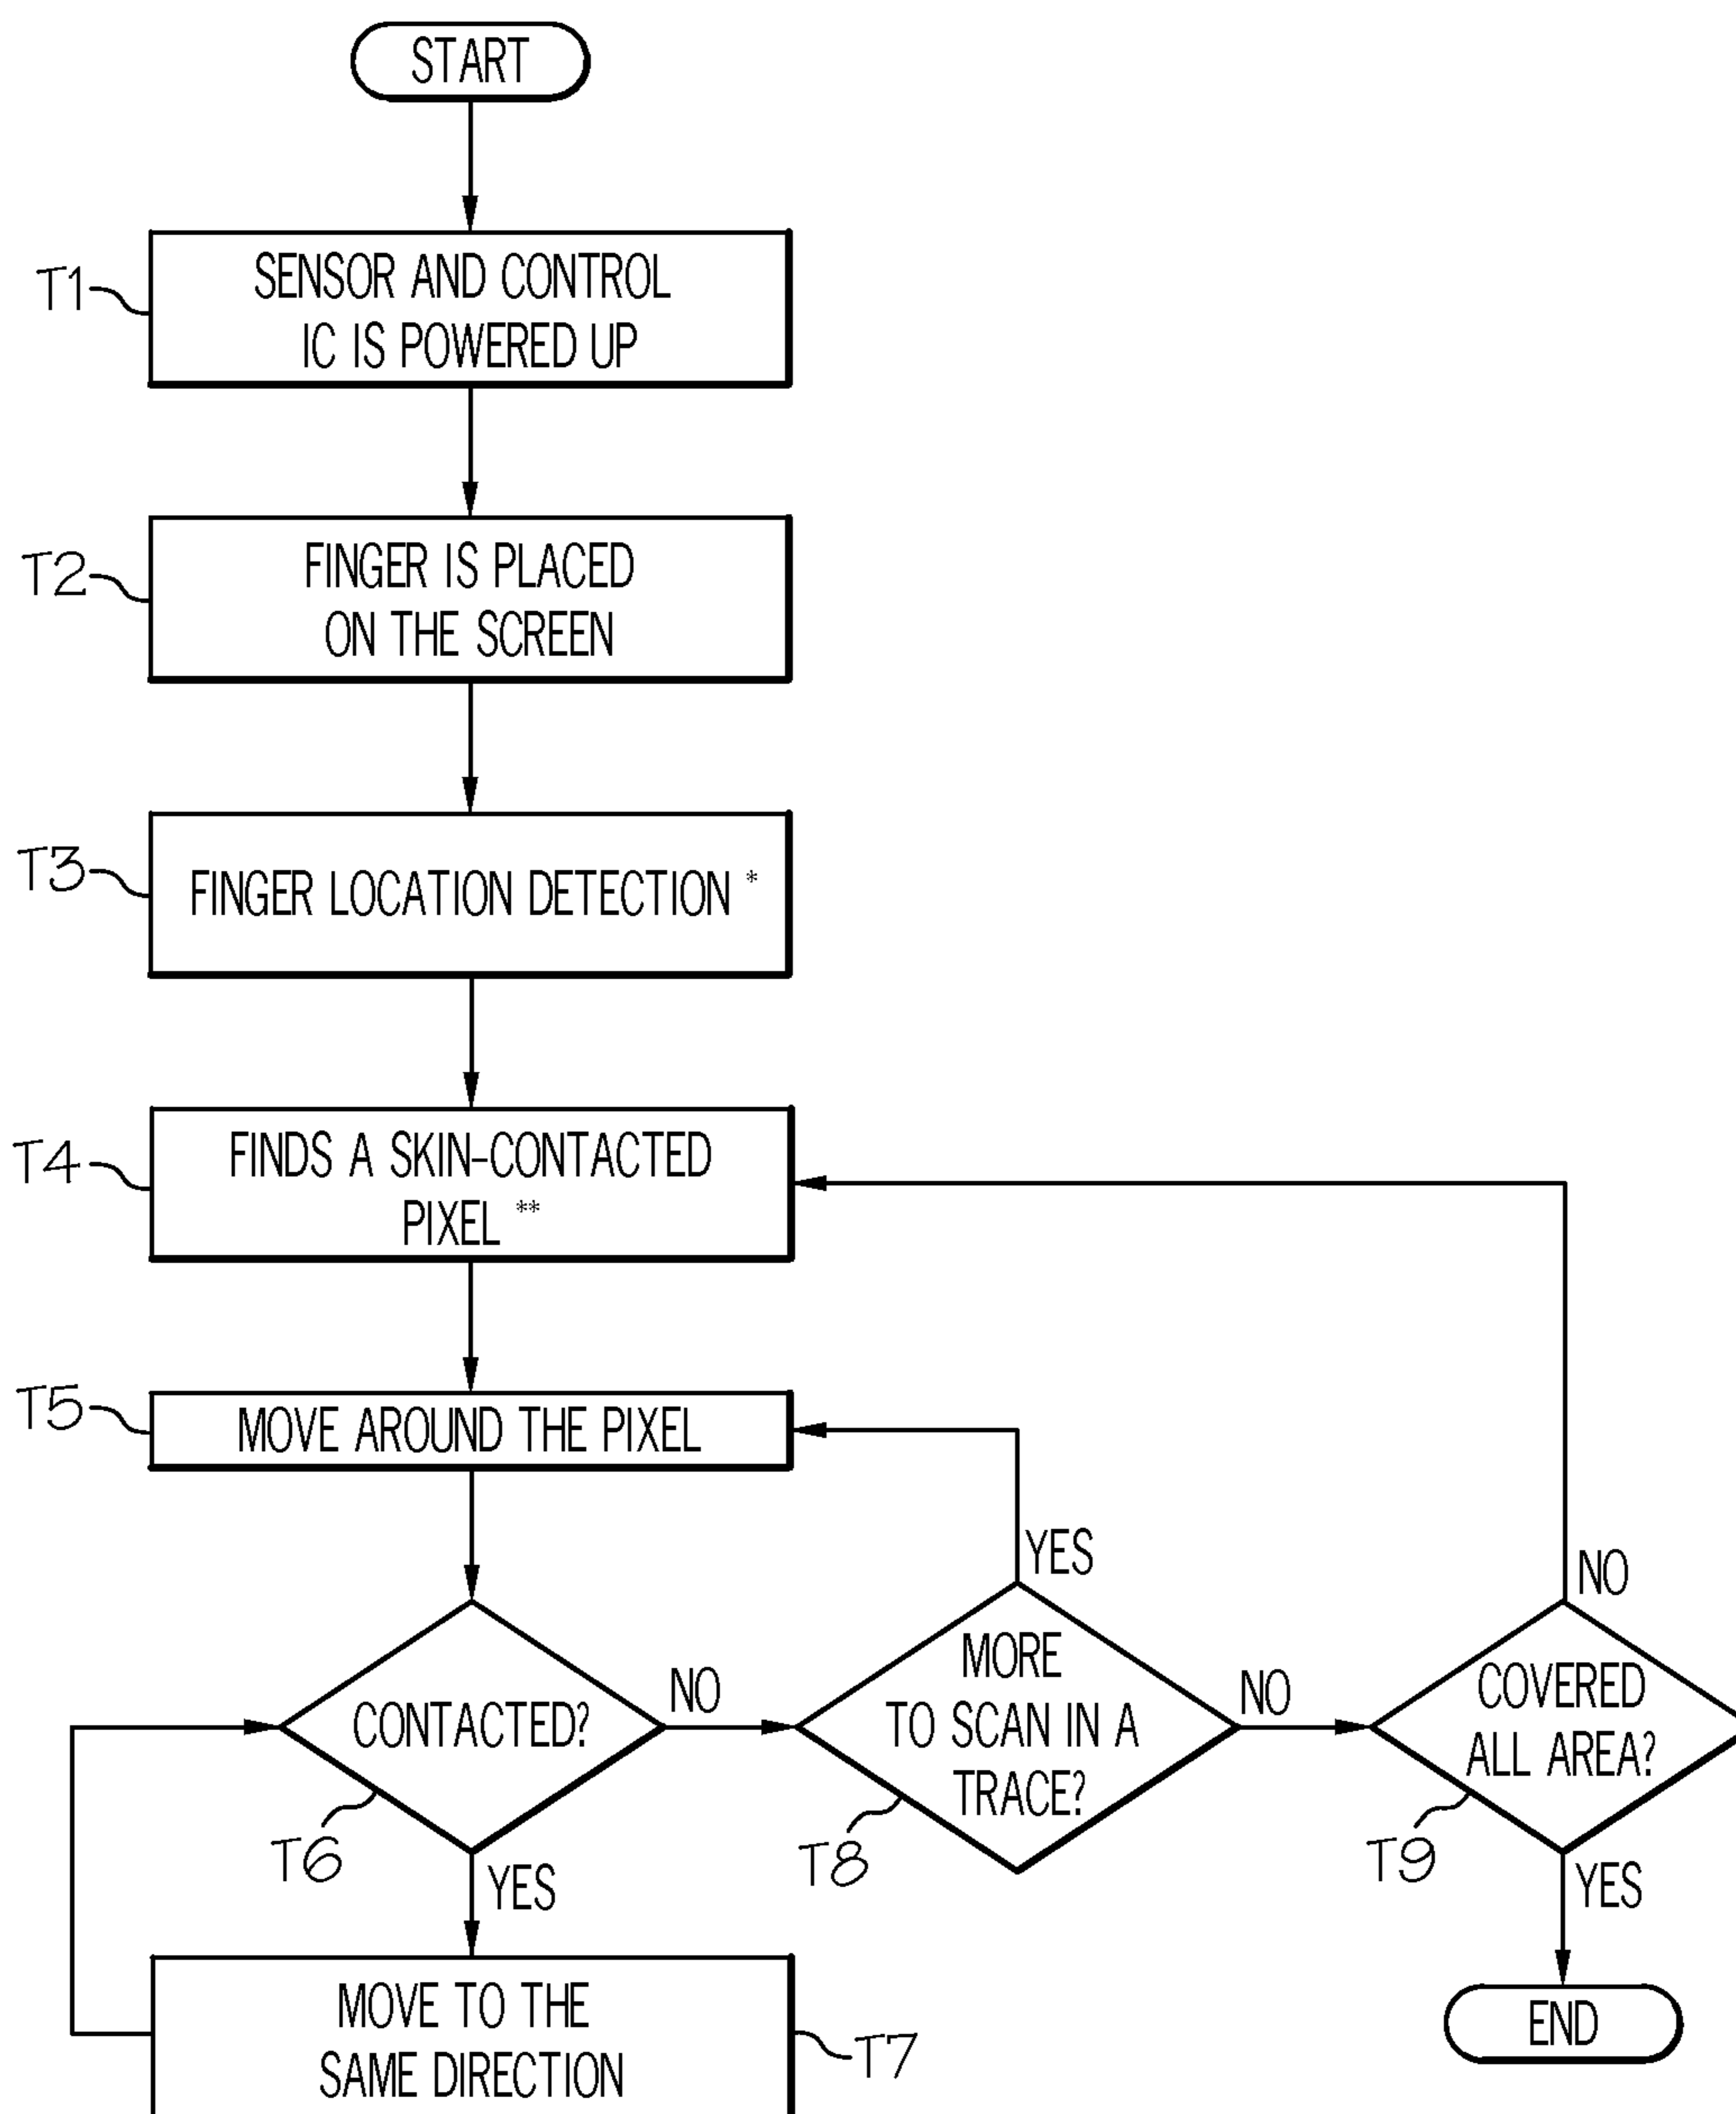 START
T1
SENSOR AND CONTROL
IC IS POWERED UP
T2
FINGER IS PLACED
ON THE SCREEN
T3
FINGER LOCATION DETECTION *
T4
FINDS A SKIN-CONTACTED
PIXEL **
T5
MOVE AROUND THE PIXEL
YES
NO
CONTACTED?
NO
MORE
TO SCAN IN A
TRACE?
NO
COVERED
ALL AREA?
T6
T8
T9
YES
YES
MOVE TO THE
SAME DIRECTION
T7
END